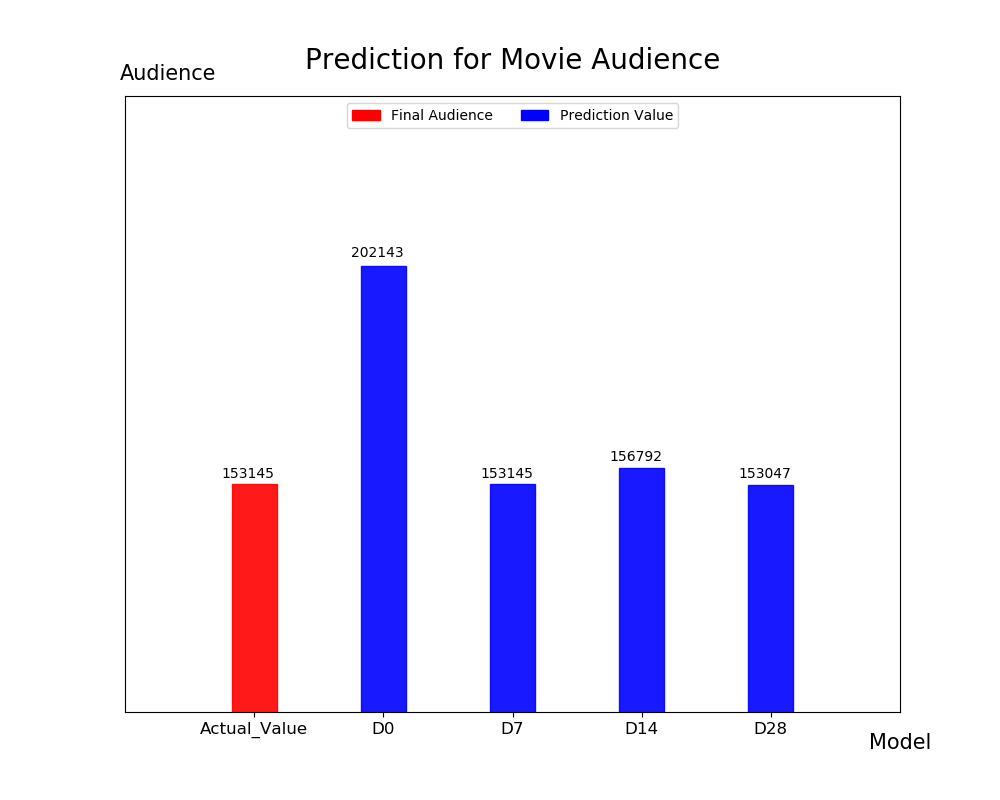 Prediction for Movie Audience
Audience
Final Audience Prediction Value
202143
153145 153145 156792 153047
Actual_Value D0 D7 D14 D28
Model